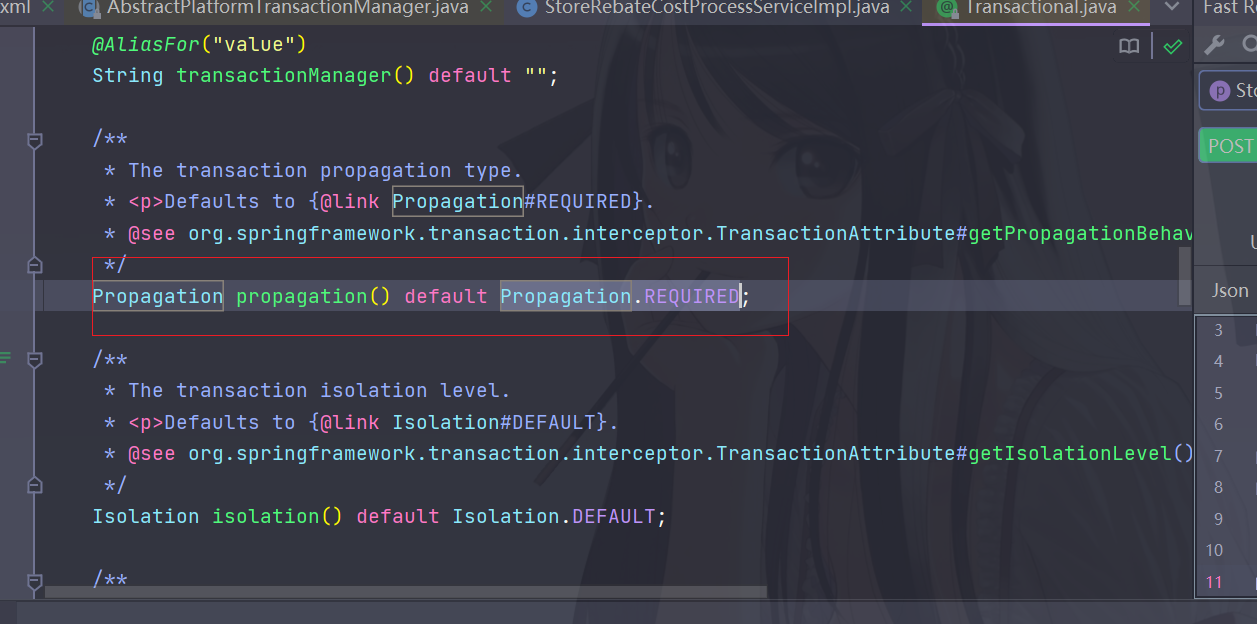 xml AbstractPlatformTransactionManager.java StoreRebateCostProcessServiceImpl.java Transactional.java Fast Re
@AliasFor("value")
String transactionManager() default "";
/**
* The transaction propagation type.
* <p>Defaults to {@link Propagation#REQUIRED}.
* @see org.springframework.transaction.interceptor.TransactionAttribute#getPropagationBehav
*/
Propagation propagation() default Propagation.REQUIRED;
/**
* The transaction isolation level.
* <p>Defaults to {@link Isolation#DEFAULT}.
* @see org.springframework.transaction.interceptor.TransactionAttribute#getIsolationLevel()
*/
Isolation isolation() default Isolation.DEFAULT;
/**
p Sto
POST
Json
3
4
5
6
7
8
9
10
11